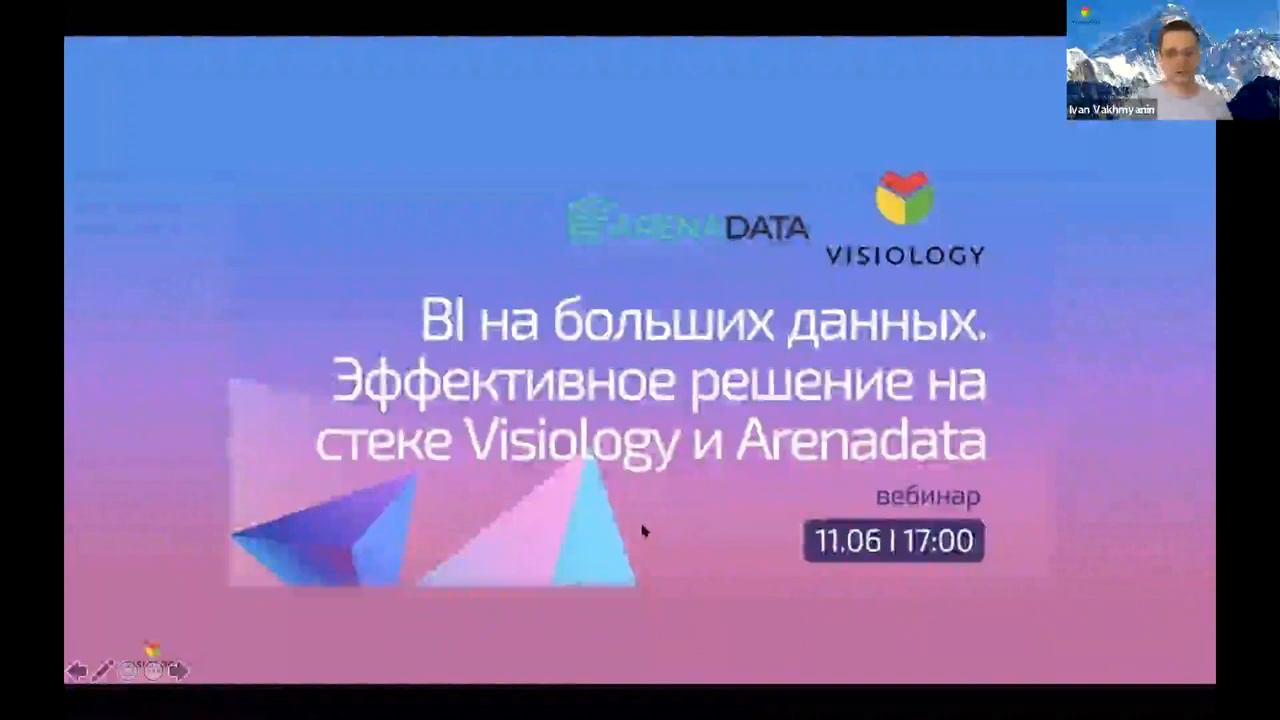 Ivan Vakhmyanin
ARENADATA
VISIOLOGY
BI на больших данных.
Эффективное решение на
стеке Visiology и Arenadata
вебинар
11.06 | 17:00